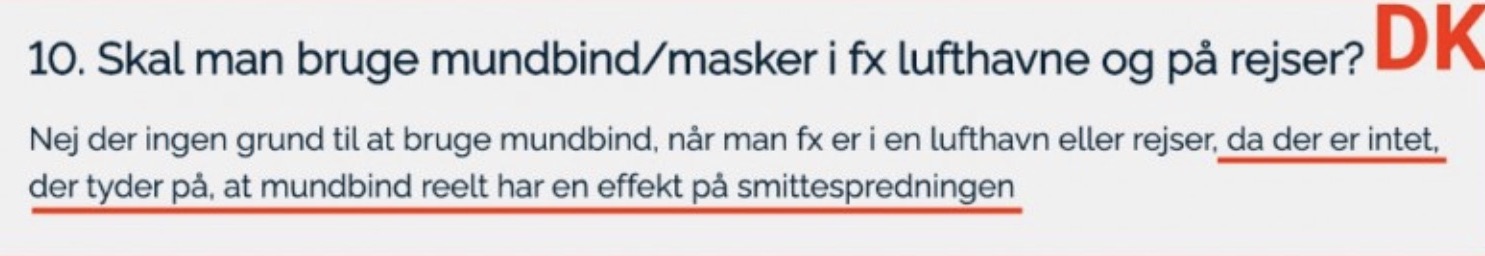 10. Skal man bruge mundbind/masker i fx lufthavne og på rejser? DK
Nej der ingen grund til at bruge mundbind, når man fx er i en lufthavn eller rejser, da der er intet,
der tyder på, at mundbind reelt har en effekt på smittespredningen